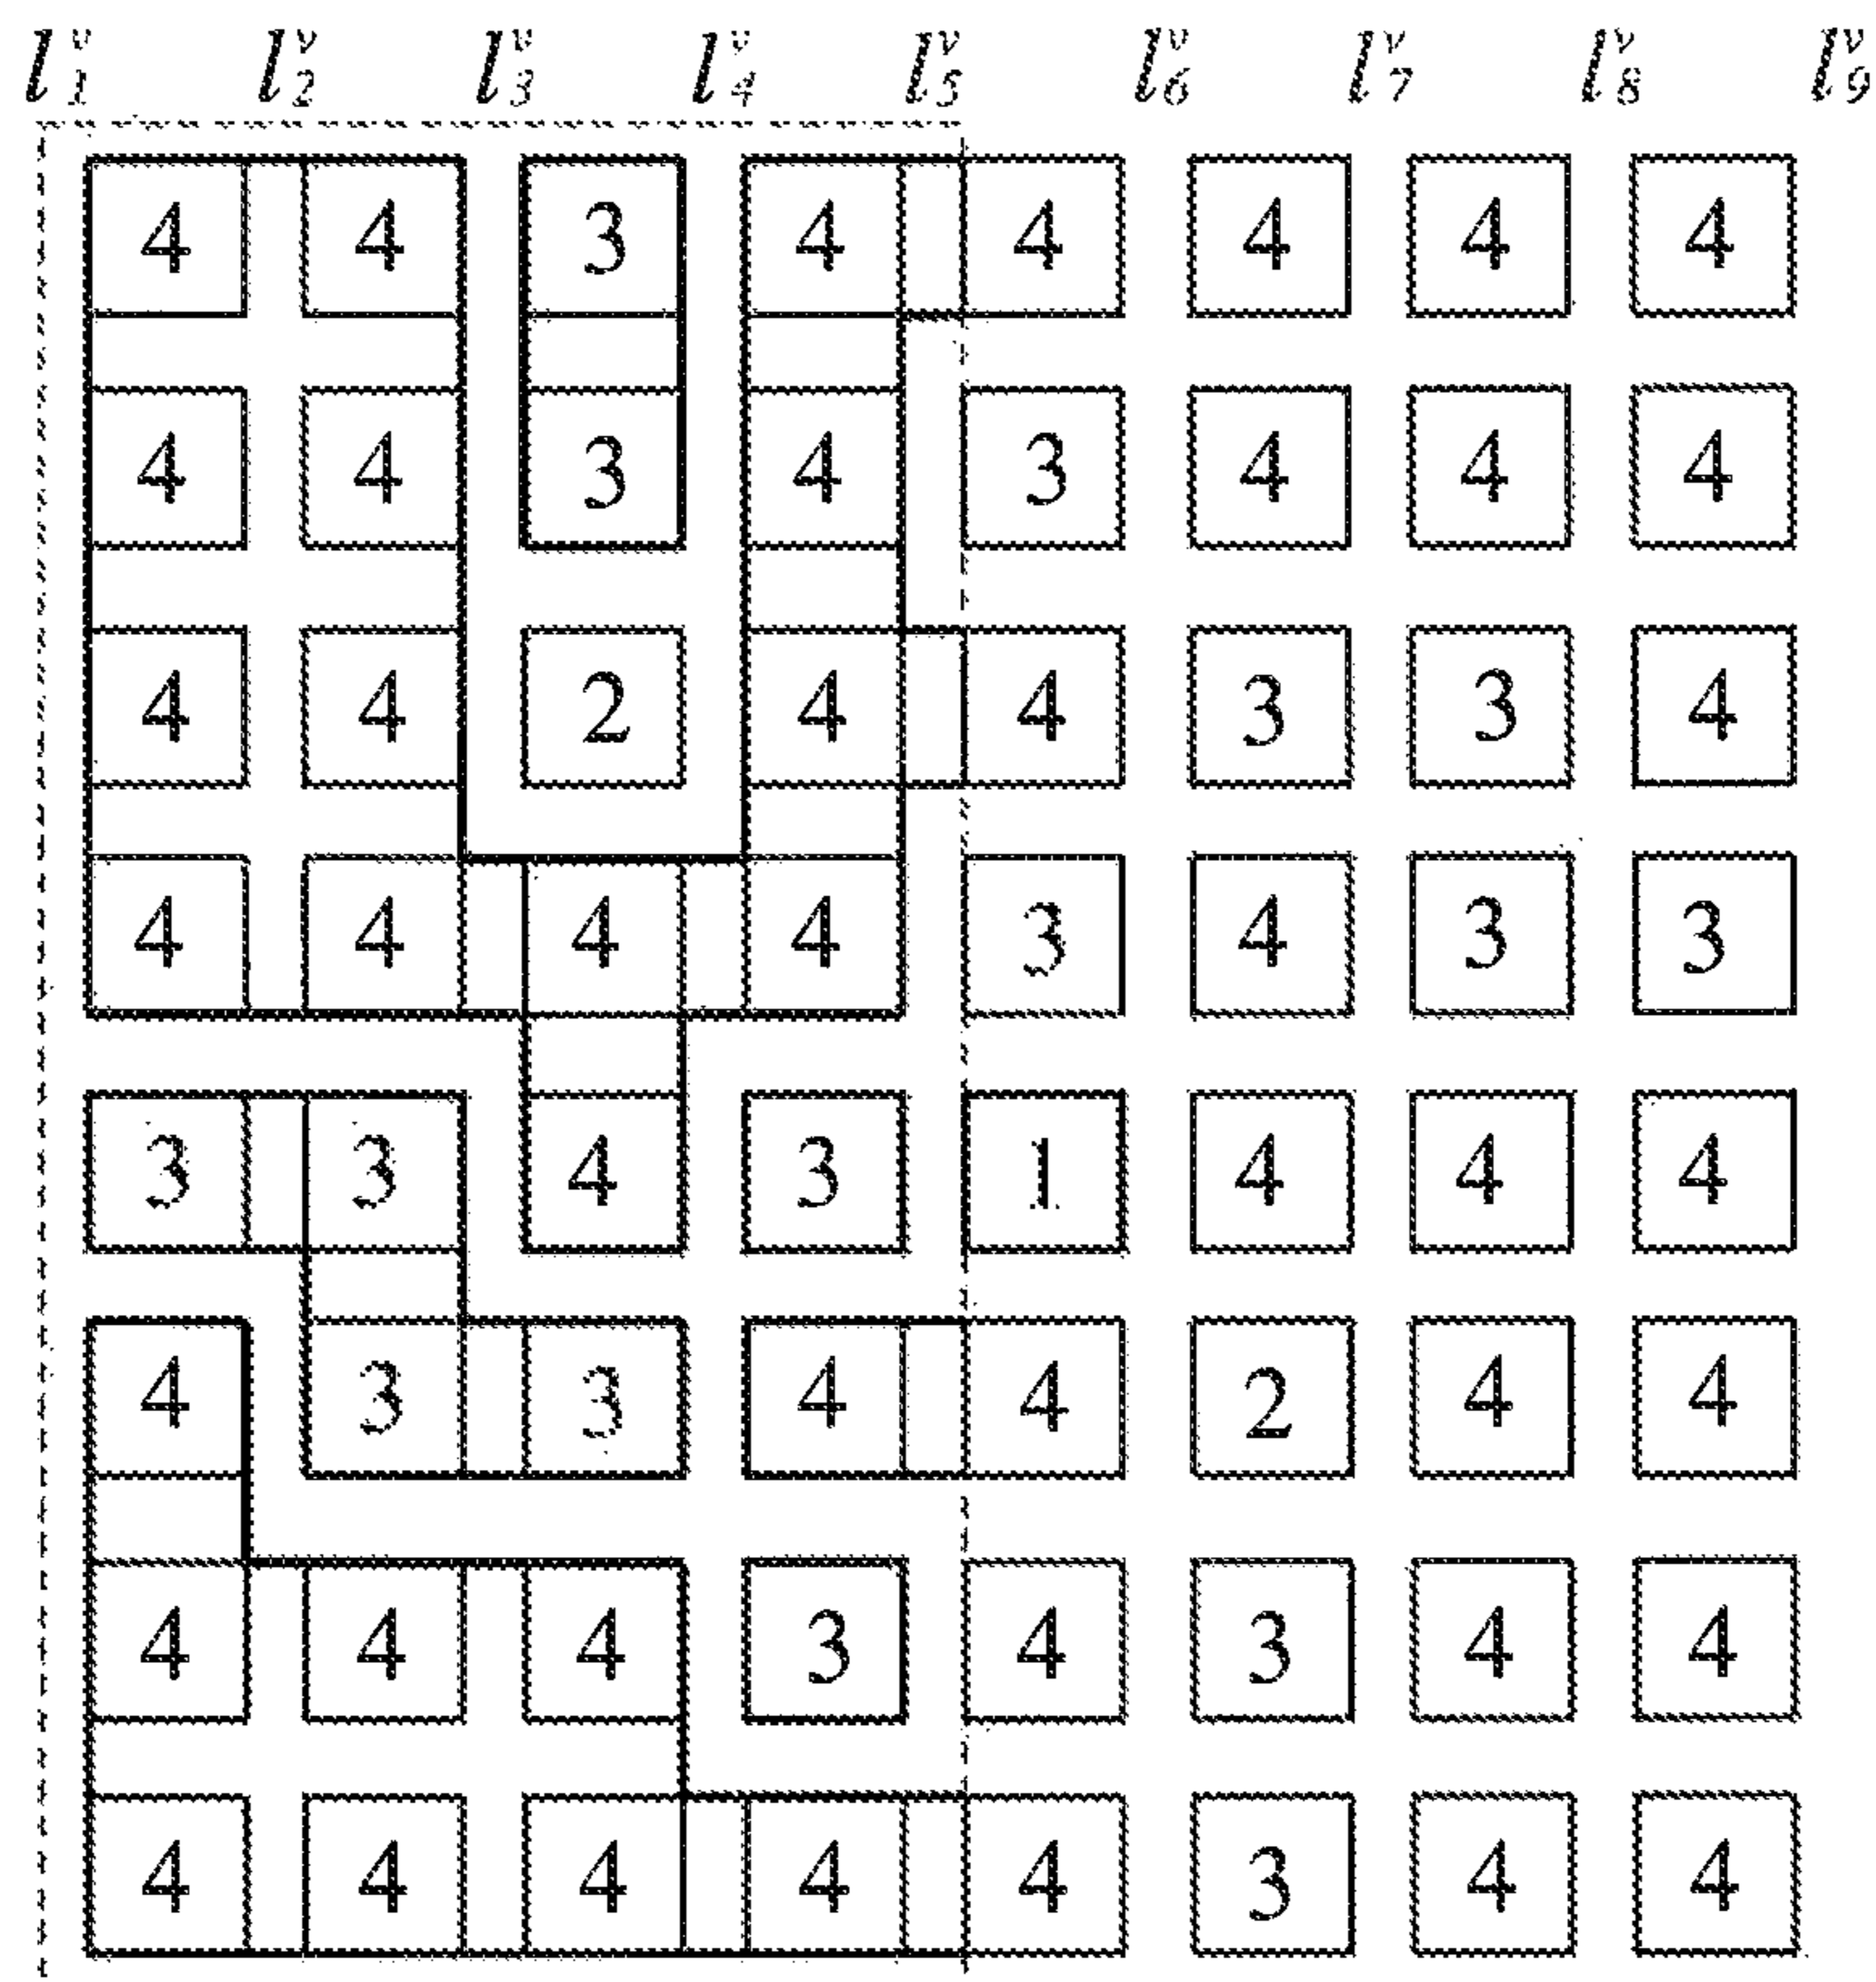 l₁ᵛ l₂ᵛ l₃ᵛ l₄ᵛ l₅ᵛ l₆ᵛ l₇ᵛ l₈ᵛ l₉ᵛ
4 4 3 4 4 4 4 4
4 4 3 4 3 4 4 4
4 4 2 4 4 3 3 4
4 4 4 4 3 4 3 3
3 3 4 3 1 4 4 4
4 3 3 4 4 2 4 4
4 4 4 3 4 3 4 4
4 4 4 4 4 3 4 4